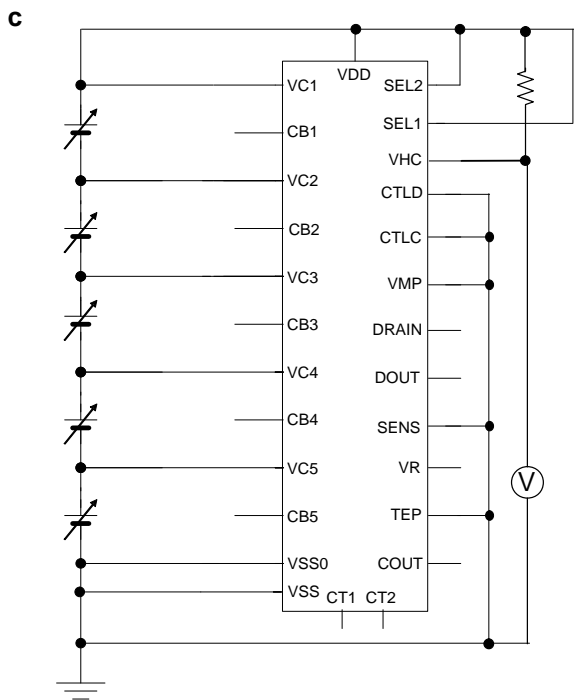 c
VDD
VC1
CB1
VC2
CB2
VC3
CB3
VC4
CB4
VC5
CB5
VSS0
VSS
CT1 CT2
SEL2
SEL1
VHC
CTLD
CTLC
VMP
DRAIN
DOUT
SENS
VR
TEP
COUT
V